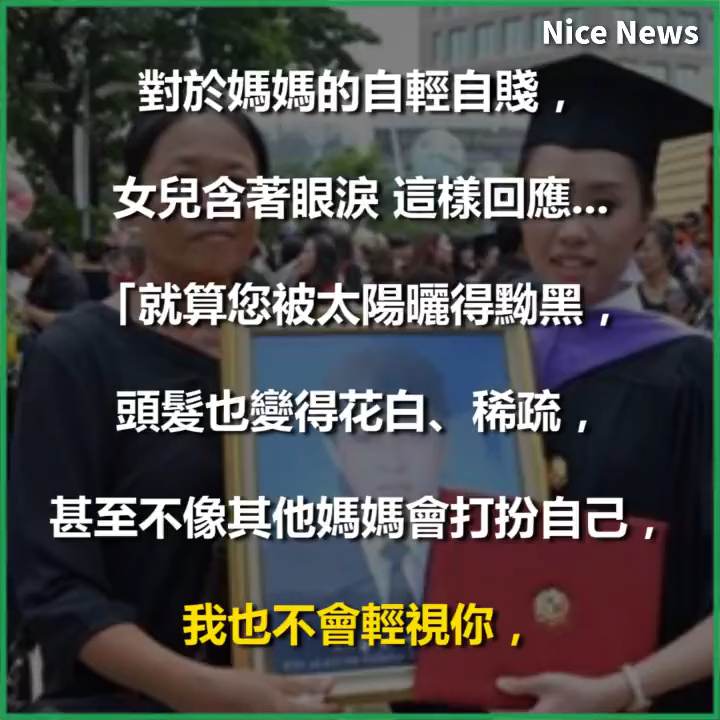 Nice News
對於媽媽的自輕自賤，
女兒含著眼淚 這樣回應...
「就算您被太陽曬得黝黑，
頭髮也變得花白、稀疏，
甚至不像其他媽媽會打扮自己，
我也不會輕視你，